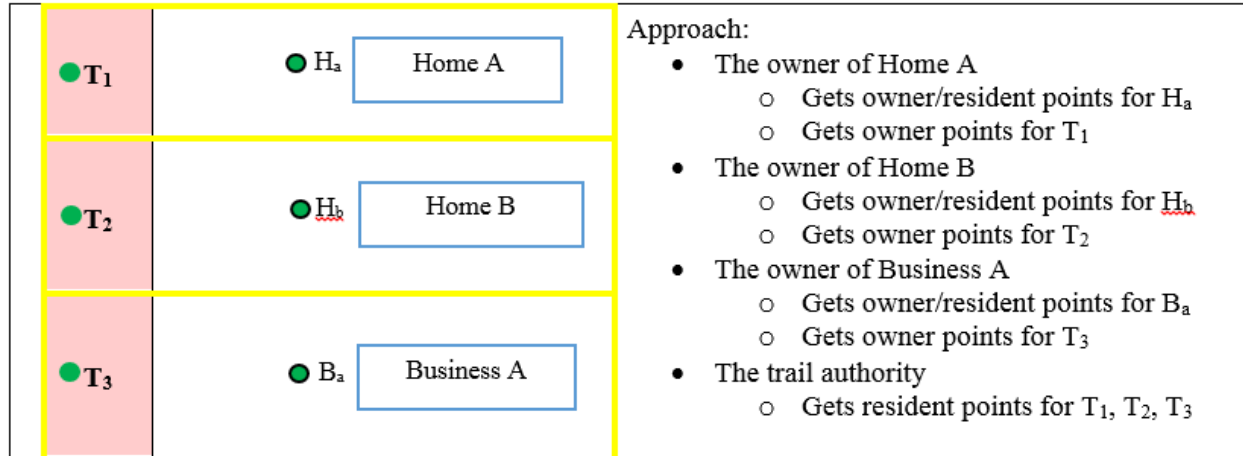 T₁
Hₐ
Home A
T₂
H_b
Home B
T₃
Bₐ
Business A
Approach:
• The owner of Home A
o Gets owner/resident points for Hₐ
o Gets owner points for T₁
• The owner of Home B
o Gets owner/resident points for H_b
o Gets owner points for T₂
• The owner of Business A
o Gets owner/resident points for Bₐ
o Gets owner points for T₃
• The trail authority
o Gets resident points for T₁, T₂, T₃